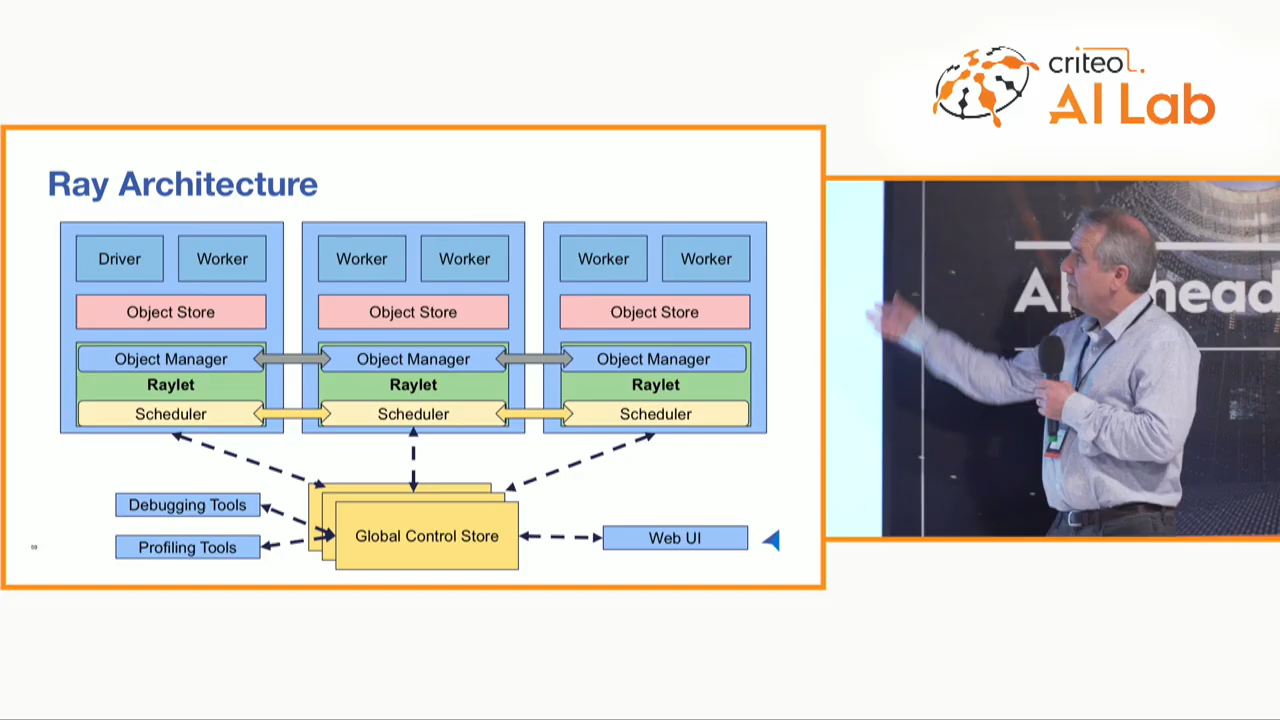 criteo
AI Lab
Ray Architecture
Driver
Worker
Worker
Worker
Worker
Worker
Object Store
Object Store
Object Store
Object Manager
Object Manager
Object Manager
Raylet
Raylet
Raylet
Scheduler
Scheduler
Scheduler
Debugging Tools
Profiling Tools
Global Control Store
Web UI
head